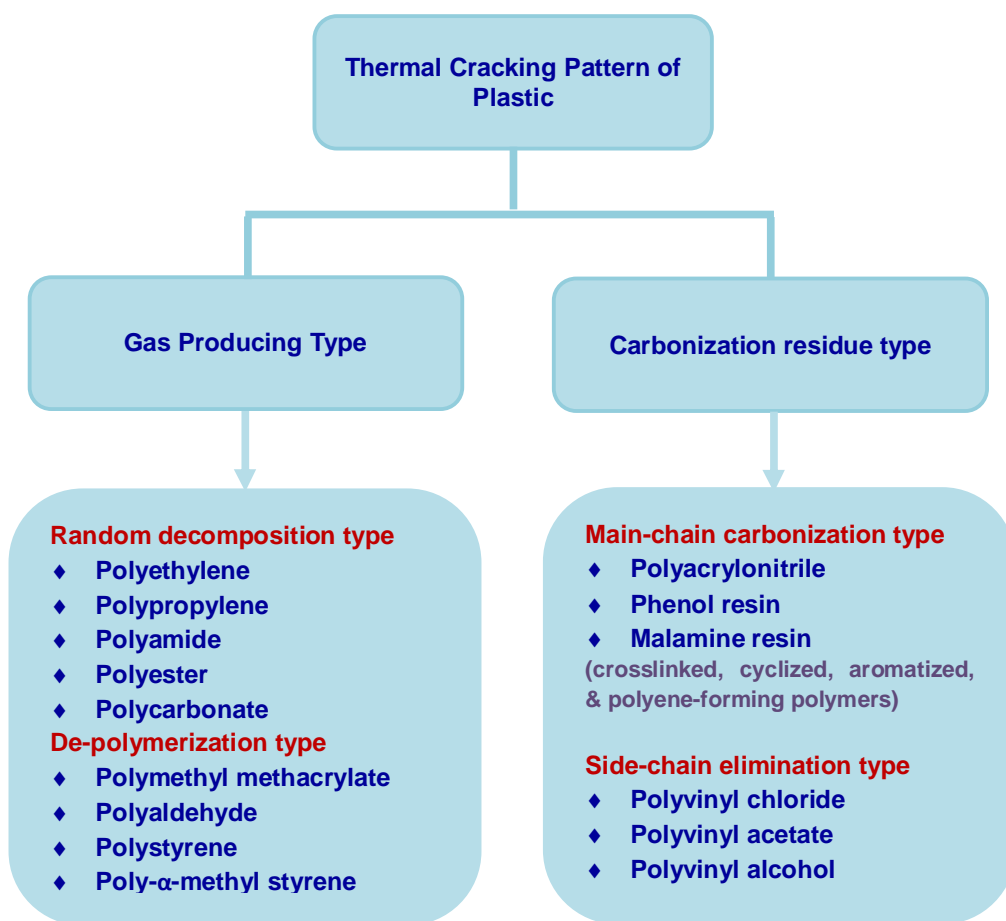 Thermal Cracking Pattern of
Plastic
Gas Producing Type
Carbonization residue type
Random decomposition type
♦ Polyethylene
♦ Polypropylene
♦ Polyamide
♦ Polyester
♦ Polycarbonate
De-polymerization type
♦ Polymethyl methacrylate
♦ Polyaldehyde
♦ Polystyrene
♦ Poly-α-methyl styrene
Main-chain carbonization type
♦ Polyacrylonitrile
♦ Phenol resin
♦ Malamine resin
(crosslinked, cyclized, aromatized,
& polyene-forming polymers)
Side-chain elimination type
♦ Polyvinyl chloride
♦ Polyvinyl acetate
♦ Polyvinyl alcohol